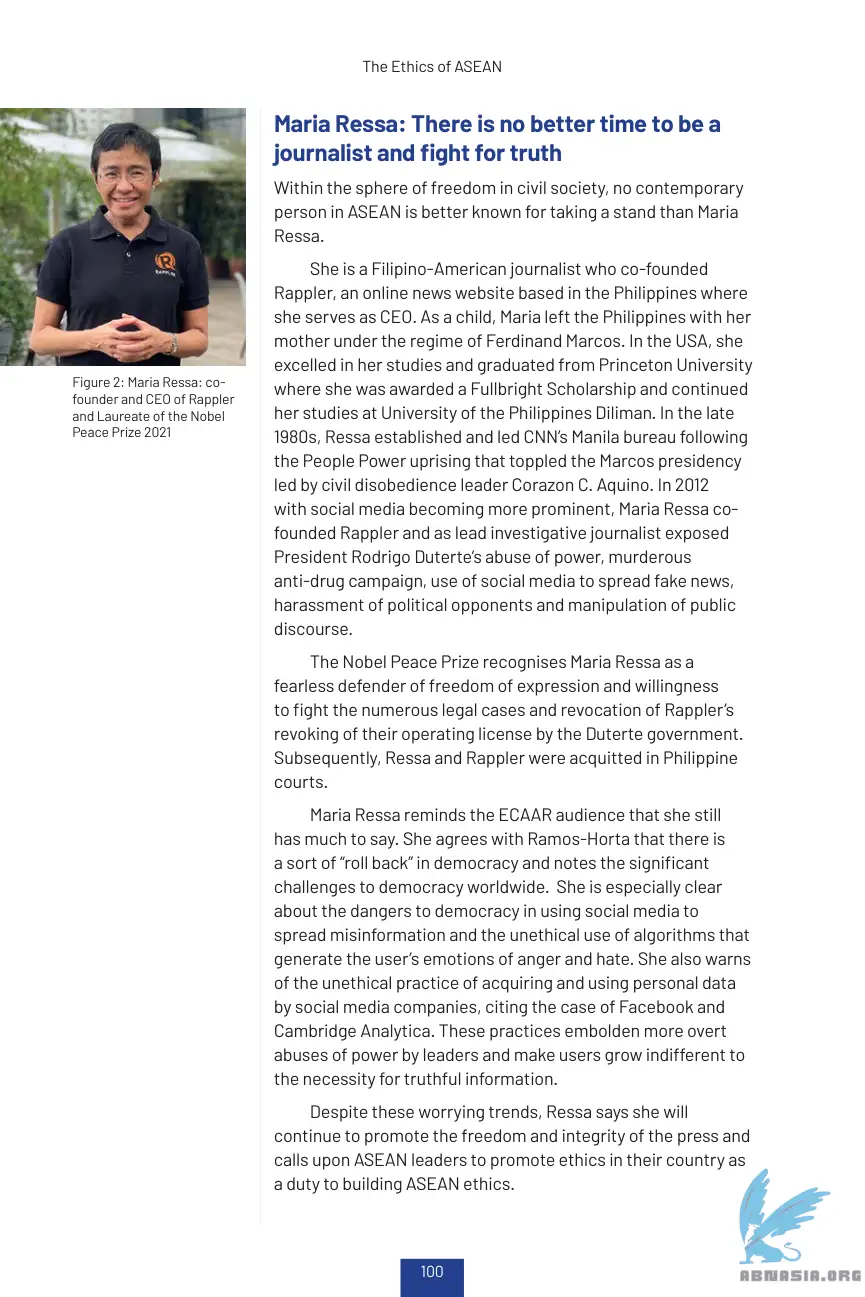 The Ethics of ASEAN
RAPPLER
Figure 2: Maria Ressa: co-
founder and CEO of Rappler
and Laureate of the Nobel
Peace Prize 2021
Maria Ressa: There is no better time to be a
journalist and fight for truth
Within the sphere of freedom in civil society, no contemporary
person in ASEAN is better known for taking a stand than Maria
Ressa.
She is a Filipino-American journalist who co-founded
Rappler, an online news website based in the Philippines where
she serves as CEO. As a child, Maria left the Philippines with her
mother under the regime of Ferdinand Marcos. In the USA, she
excelled in her studies and graduated from Princeton University
where she was awarded a Fullbright Scholarship and continued
her studies at University of the Philippines Diliman. In the late
1980s, Ressa established and led CNN’s Manila bureau following
the People Power uprising that toppled the Marcos presidency
led by civil disobedience leader Corazon C. Aquino. In 2012
with social media becoming more prominent, Maria Ressa co-
founded Rappler and as lead investigative journalist exposed
President Rodrigo Duterte’s abuse of power, murderous
anti-drug campaign, use of social media to spread fake news,
harassment of political opponents and manipulation of public
discourse.
The Nobel Peace Prize recognises Maria Ressa as a
fearless defender of freedom of expression and willingness
to fight the numerous legal cases and revocation of Rappler’s
revoking of their operating license by the Duterte government.
Subsequently, Ressa and Rappler were acquitted in Philippine
courts.
Maria Ressa reminds the ECAAR audience that she still
has much to say. She agrees with Ramos-Horta that there is
a sort of “roll back” in democracy and notes the significant
challenges to democracy worldwide.  She is especially clear
about the dangers to democracy in using social media to
spread misinformation and the unethical use of algorithms that
generate the user’s emotions of anger and hate. She also warns
of the unethical practice of acquiring and using personal data
by social media companies, citing the case of Facebook and
Cambridge Analytica. These practices embolden more overt
abuses of power by leaders and make users grow indifferent to
the necessity for truthful information.
Despite these worrying trends, Ressa says she will
continue to promote the freedom and integrity of the press and
calls upon ASEAN leaders to promote ethics in their country as
a duty to building ASEAN ethics.
100
ABNASIA.ORG